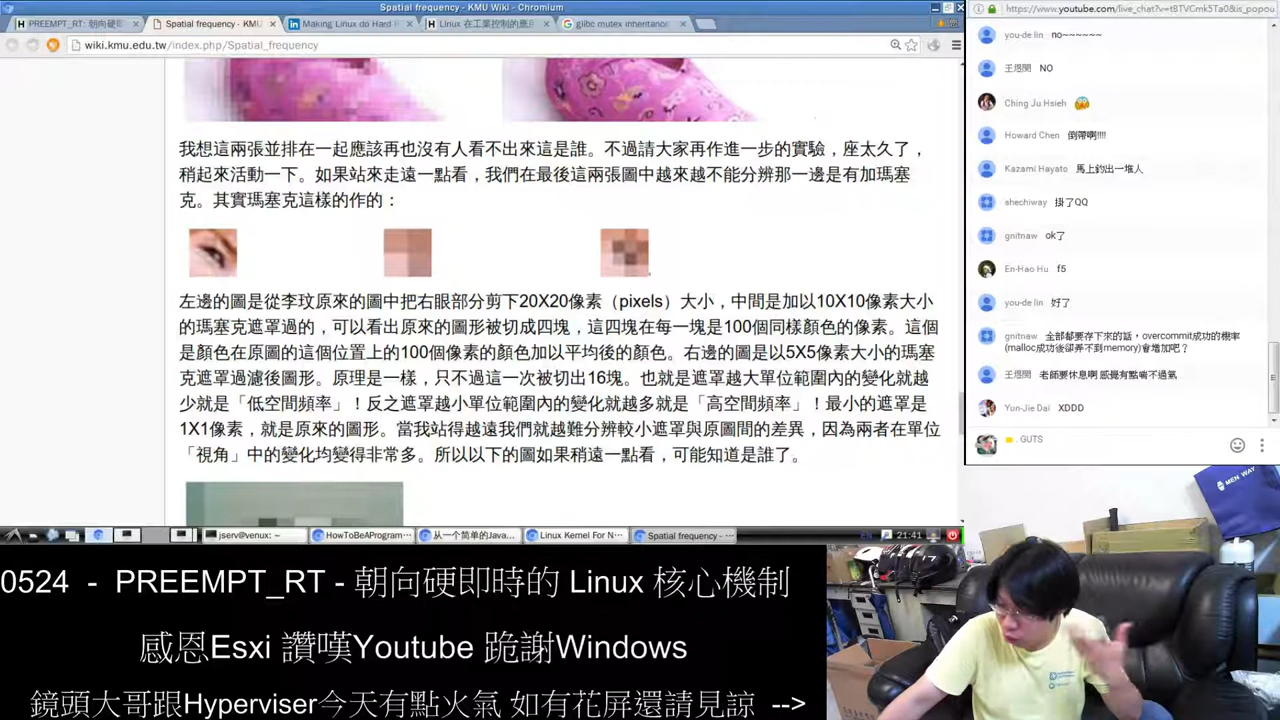 Spatial frequency - KMU Wiki - Chromium
PREEMPT_RT: 朝向硬即
Spatial frequency - KMU
Making Linux do Hard R
Linux 在工業控制的應用
glibc mutex inheritance
wiki.kmu.edu.tw/index.php/Spatial_frequency
我想這兩張並排在一起應該再也沒有人看不出來這是誰。不過請大家再作進一步的實驗，座太久了，
稍起來活動一下。如果站來走遠一點看，我們在最後這兩張圖中越來越不能分辨那一邊是有加瑪塞
克。其實瑪塞克這樣的作的：
左邊的圖是從李玟原來的圖中把右眼部分剪下20X20像素（pixels）大小，中間是加以10X10像素大小
的瑪塞克遮罩過的，可以看出原來的圖形被切成四塊，這四塊在每一塊是100個同樣顏色的像素。這個
是顏色在原圖的這個位置上的100個像素的顏色加以平均後的顏色。右邊的圖是以5X5像素大小的瑪塞
克遮罩過濾後圖形。原理是一樣，只不過這一次被切出16塊。也就是遮罩越大單位範圍內的變化就越
少就是「低空間頻率」！反之遮罩越小單位範圍內的變化就越多就是「高空間頻率」！最小的遮罩是
1X1像素，就是原來的圖形。當我站得越遠我們就越難分辨較小遮罩與原圖間的差異，因為兩者在單位
「視角」中的變化均變得非常多。所以以下的圖如果稍遠一點看，可能知道是誰了。
jserv@venux: ~
HowToBeAProgram...
从一个简单的Java...
Linux Kernel For N...
Spatial frequency - ...
EN
21:41
https://www.youtube.com/live_chat?v=t8TVCmk5Ta0&is_popou
you-de lin no~~~~~~
王煜閔 NO
Ching Ju Hsieh
Howard Chen 倒帶啊!!!!
Kazami Hayato 馬上釣出一堆人
shechiway 掛了QQ
gnitnaw ok了
En-Hao Hu f5
you-de lin 好了
gnitnaw 全部都要存下來的話，overcommit成功的機率
(malloc成功後卻弄不到memory)會增加吧？
王煜閔 老師要休息啊 感覺有點喘不過氣
Yun-Jie Dai XDDD
. GUTS
MEN WAY
0524 - PREEMPT_RT - 朝向硬即時的 Linux 核心機制
感恩Esxi 讚嘆Youtube 跪謝Windows
鏡頭大哥跟Hyperviser今天有點火氣 如有花屏還請見諒 -->